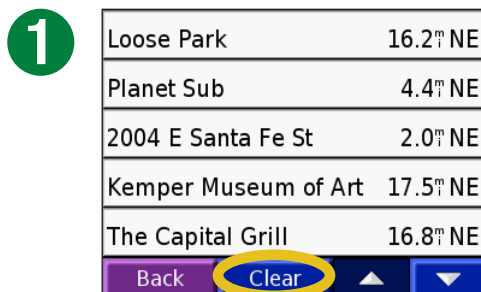 1
Loose Park 16.2 mi NE
Planet Sub 4.4 mi NE
2004 E Santa Fe St 2.0 mi NE
Kemper Museum of Art 17.5 mi NE
The Capital Grill 16.8 mi NE
Back Clear